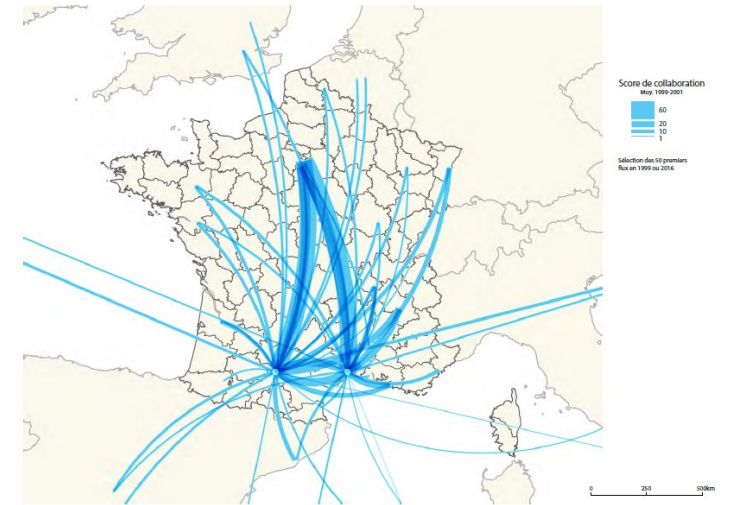 Score de collaboration
Moy. 1999-2001
60
20
10
1
Sélection des 50 premiers
flux en 1999 ou 2016
0
250
500km